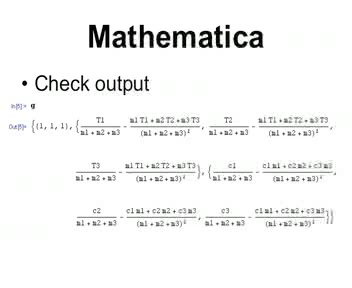 Mathematica
• Check output
In[5]:= g
Out[5]= {{1, 1, 1}, {T1/(m1 + m2 + m3) - (m1 T1 + m2 T2 + m3 T3)/(m1 + m2 + m3)², T2/(m1 + m2 + m3) - (m1 T1 + m2 T2 + m3 T3)/(m1 + m2 + m3)²,
T3/(m1 + m2 + m3) - (m1 T1 + m2 T2 + m3 T3)/(m1 + m2 + m3)²}, {c1/(m1 + m2 + m3) - (c1 m1 + c2 m2 + c3 m3)/(m1 + m2 + m3)²,
c2/(m1 + m2 + m3) - (c1 m1 + c2 m2 + c3 m3)/(m1 + m2 + m3)², c3/(m1 + m2 + m3) - (c1 m1 + c2 m2 + c3 m3)/(m1 + m2 + m3)²}}